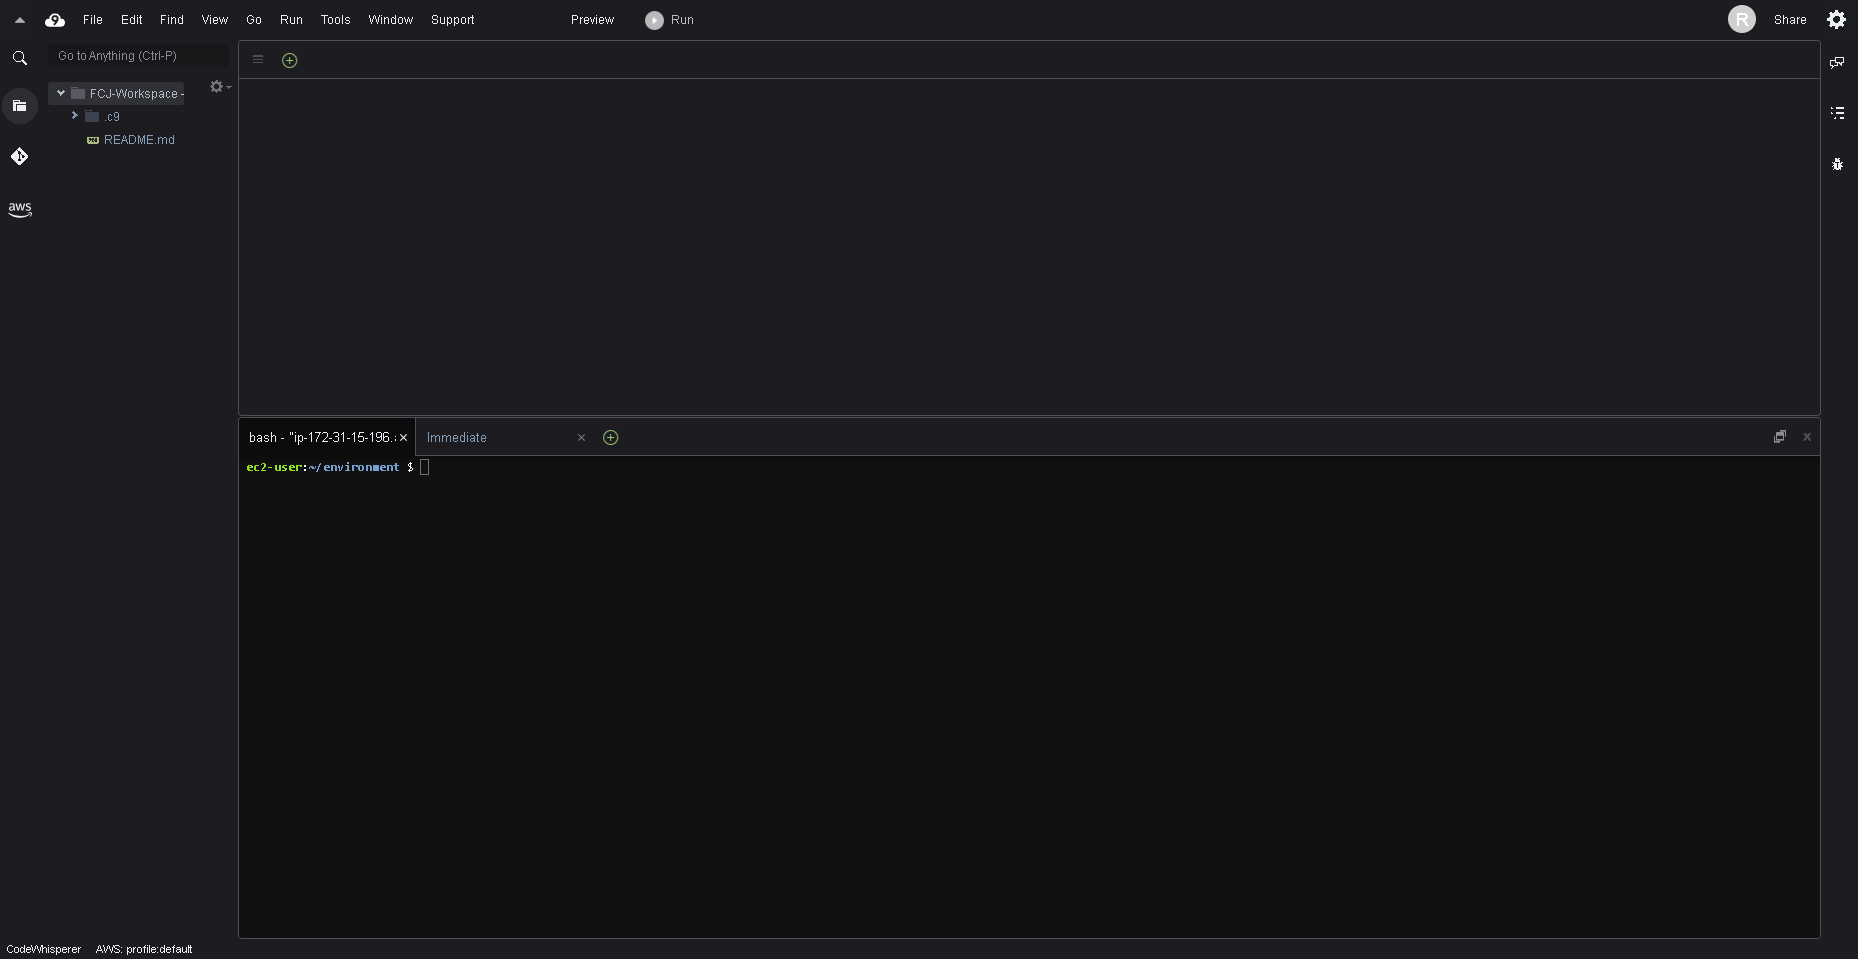 9 File Edit Find View Go Run Tools Window Support Preview Run R Share
Go to Anything (Ctrl-P)
FCJ-Workspace -
.c9
README.md
aws
bash - "ip-172-31-15-196. Immediate
ec2-user:~/environment $
CodeWhisperer AWS: profile:default